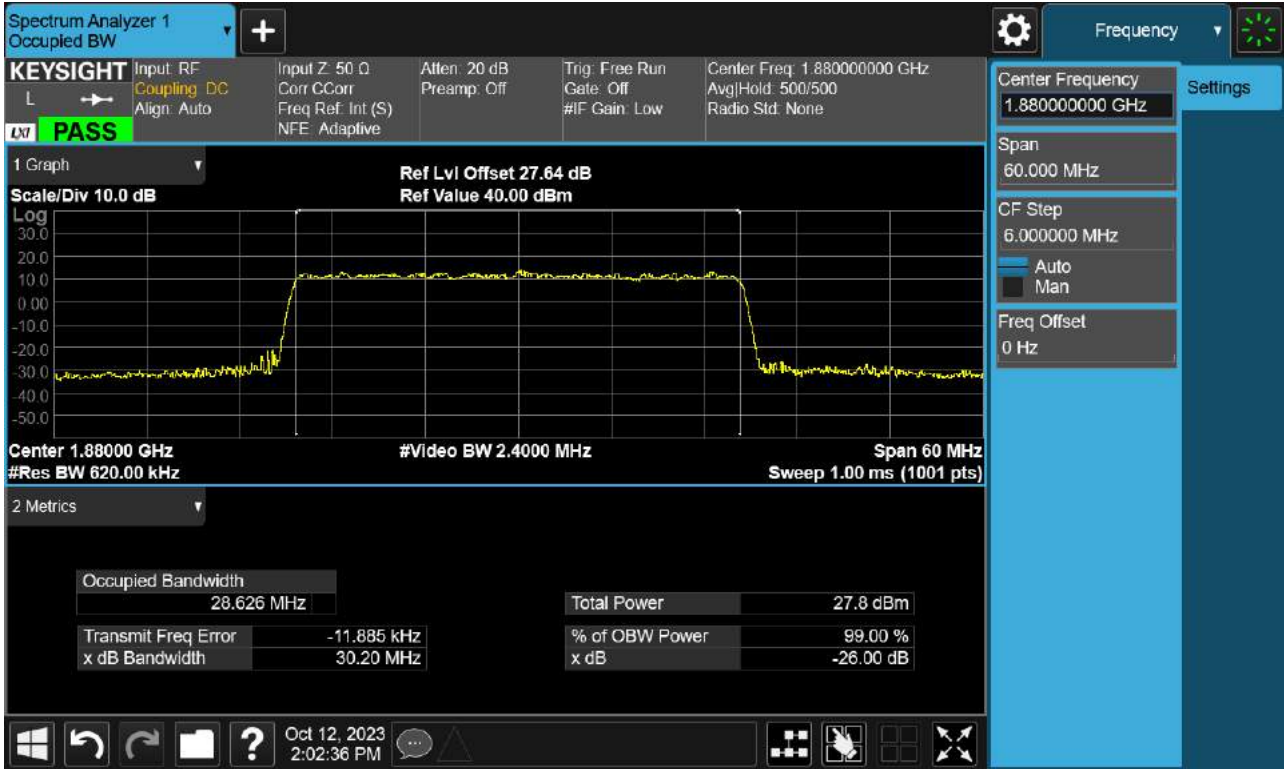 Spectrum Analyzer 1
Occupied BW
+
Frequency
KEYSIGHT
L
LXI
PASS
Input: RF
Coupling: DC
Align: Auto
Input Z: 50 Ω
Corr CCorr
Freq Ref: Int (S)
NFE: Adaptive
Atten: 20 dB
Preamp: Off
Trig: Free Run
Gate: Off
#IF Gain: Low
Center Freq: 1.880000000 GHz
Avg|Hold: 500/500
Radio Std: None
Center Frequency
1.880000000 GHz
Settings
Span
60.000 MHz
CF Step
6.000000 MHz
Auto
Man
Freq Offset
0 Hz
1 Graph
Scale/Div 10.0 dB
Ref Lvl Offset 27.64 dB
Ref Value 40.00 dBm
Log
30.0
20.0
10.0
0.00
-10.0
-20.0
-30.0
-40.0
-50.0
Center 1.88000 GHz
#Video BW 2.4000 MHz
Span 60 MHz
#Res BW 620.00 kHz
Sweep 1.00 ms (1001 pts)
2 Metrics
Occupied Bandwidth
28.626 MHz
Total Power 27.8 dBm
Transmit Freq Error -11.885 kHz
% of OBW Power 99.00 %
x dB Bandwidth 30.20 MHz
x dB -26.00 dB
?
Oct 12, 2023
2:02:36 PM